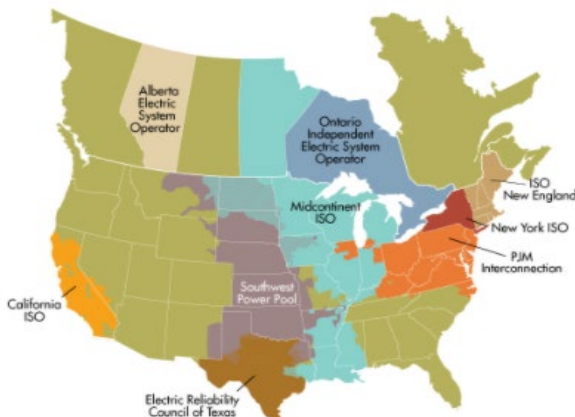 Alberta
Electric
System
Operator
Ontario
Independent
Electric System
Operator
ISO
New England
Midcontinent
ISO
New York ISO
PJM
Interconnection
Southwest
Power Pool
California
ISO
Electric Reliability
Council of Texas